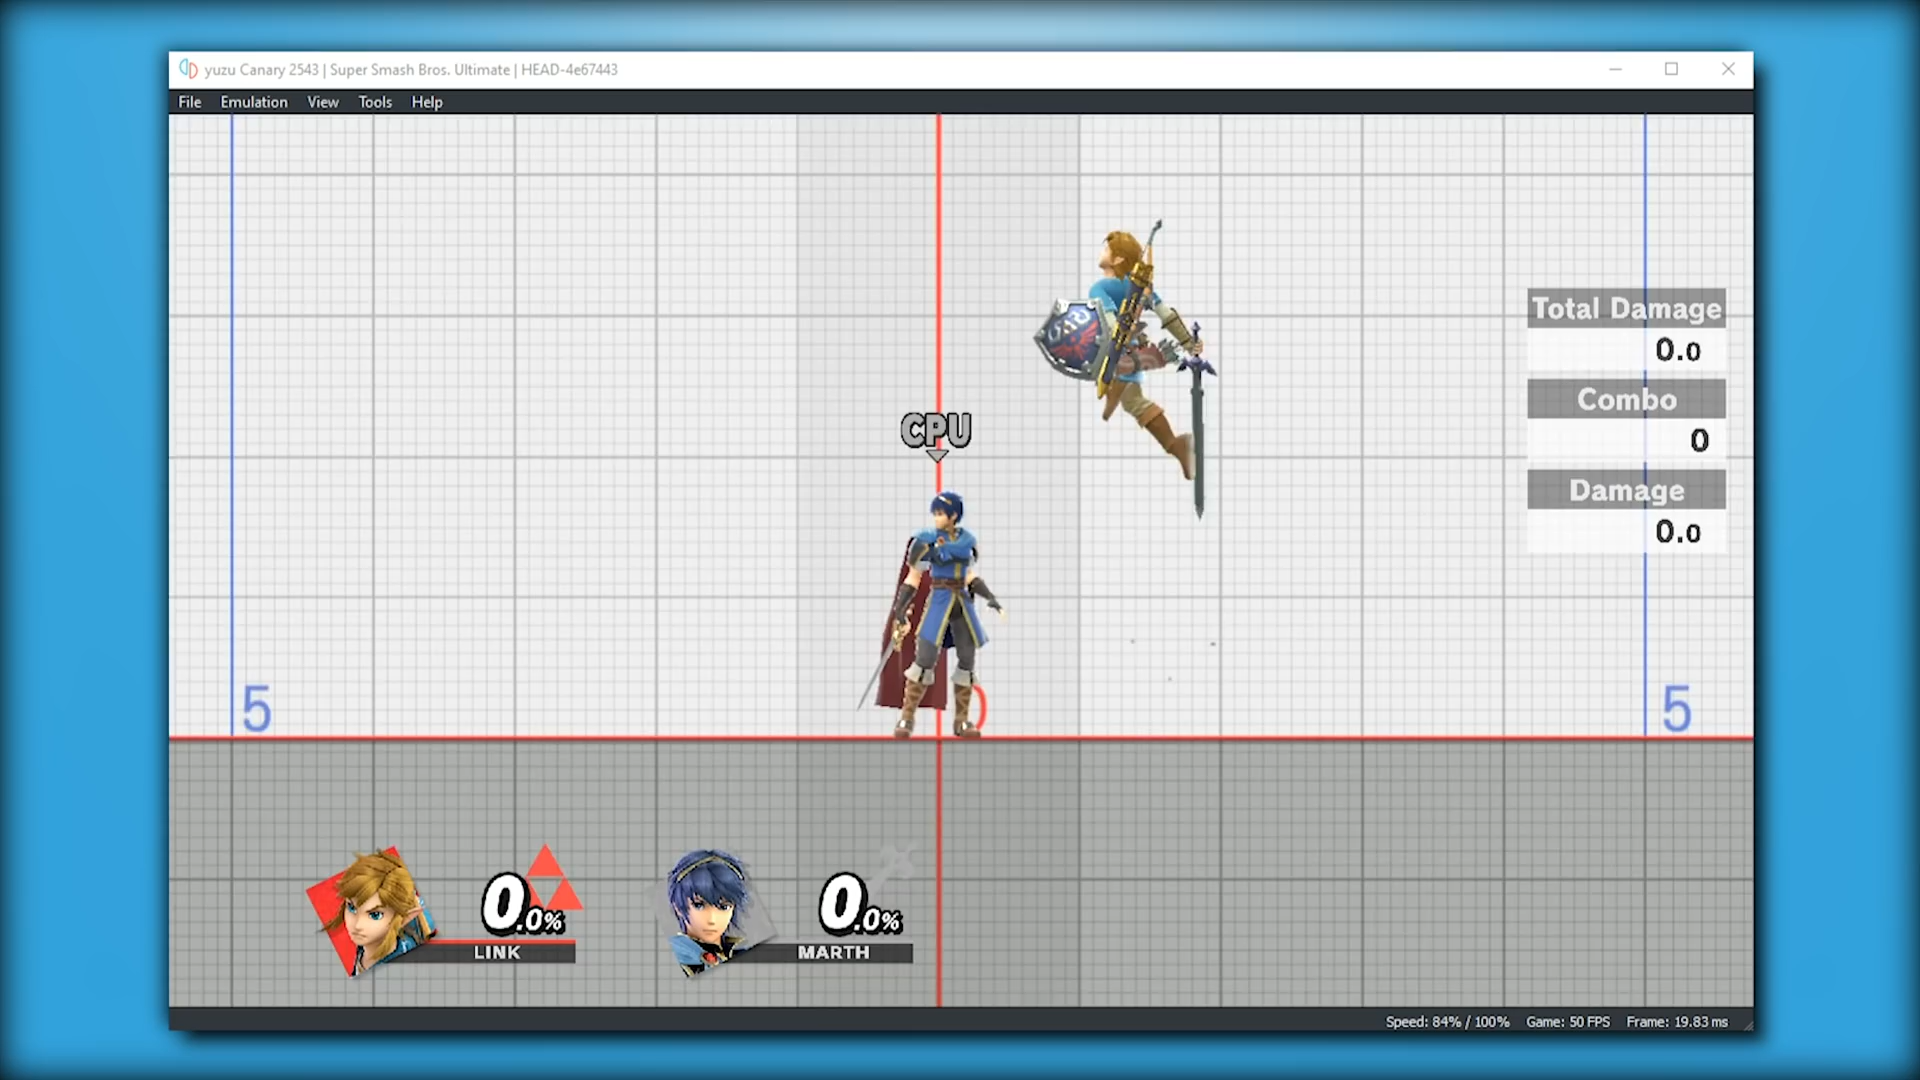 yuzu Canary 2543 | Super Smash Bros. Ultimate | HEAD-4e67443
File Emulation View Tools Help
Total Damage
0.0
Combo
0
CPU
Damage
0.0
5
5
0.0%
LINK
0.0%
MARTH
Speed: 84% / 100% Game: 50 FPS Frame: 19.83 ms